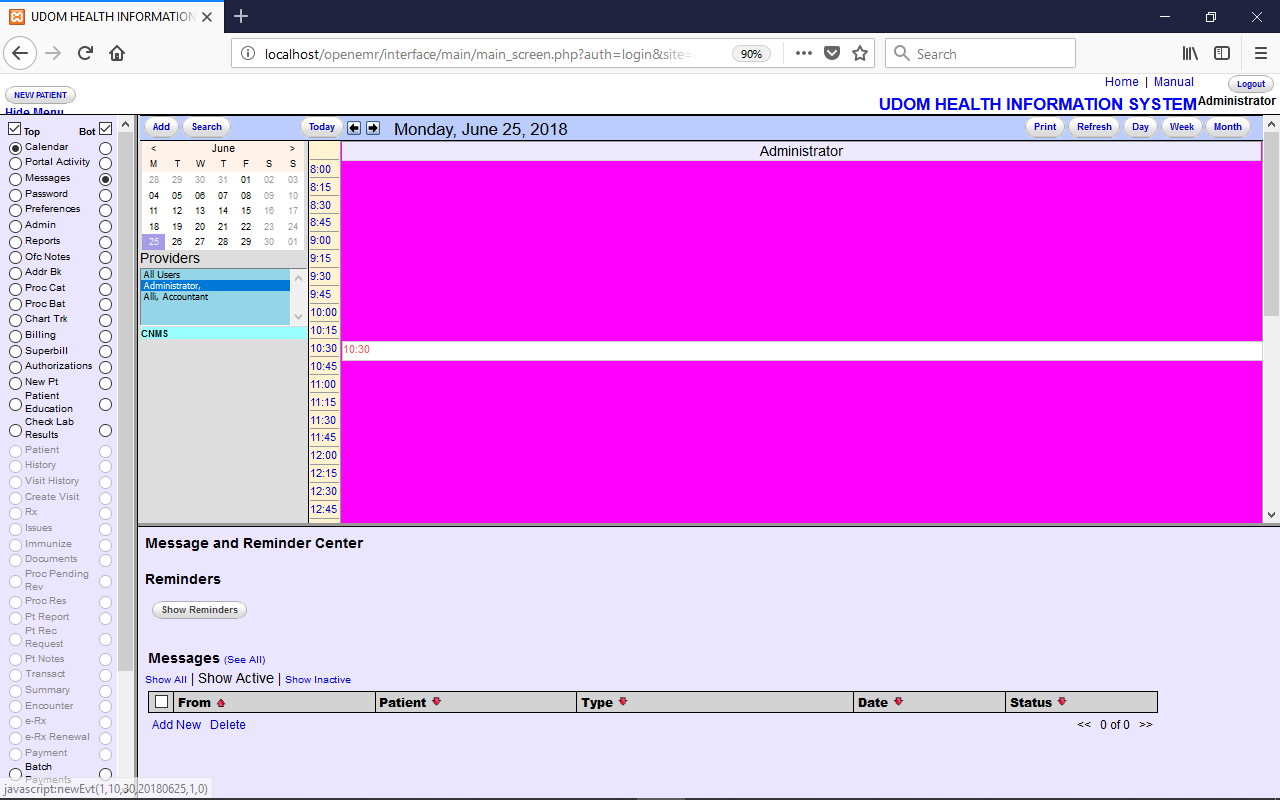 UDOM HEALTH INFORMATION
localhost/openemr/interface/main/main_screen.php?auth=login&site=
90%
Search
Home | Manual
Logout
NEW PATIENT
Hide Menu
UDOM HEALTH INFORMATION SYSTEM
Administrator
Top Bot
Calendar
Portal Activity
Messages
Password
Preferences
Admin
Reports
Ofc Notes
Addr Bk
Proc Cat
Proc Bat
Chart Trk
Billing
Superbill
Authorizations
New Pt
Patient
Education
Check Lab
Results
Patient
History
Visit History
Create Visit
Rx
Issues
Immunize
Documents
Proc Pending
Rev
Proc Res
Pt Report
Pt Rec
Request
Pt Notes
Transact
Summary
Encounter
e-Rx
e-Rx Renewal
Payment
Batch
Payments
Add Search Today Monday, June 25, 2018 Print Refresh Day Week Month
< June >
M T W T F S S
28 29 30 31 01 02 03
04 05 06 07 08 09 10
11 12 13 14 15 16 17
18 19 20 21 22 23 24
25 26 27 28 29 30 01
Providers
All Users
Administrator,
Alli, Accountant
CNMS
Administrator
8:00
8:15
8:30
8:45
9:00
9:15
9:30
9:45
10:00
10:15
10:30 10:30
10:45
11:00
11:15
11:30
11:45
12:00
12:15
12:30
12:45
Message and Reminder Center
Reminders
Show Reminders
Messages (See All)
Show All | Show Active | Show Inactive
From Patient Type Date Status
Add New Delete << 0 of 0 >>
javascript:newEvt(1,10,30,20180625,1,0)